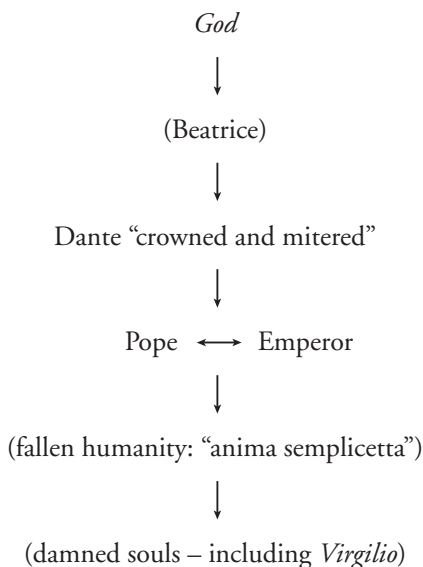 God
(Beatrice)
Dante “crowned and mitered”
Pope Emperor
(fallen humanity: “anima semplicetta”)
(damned souls – including Virgilio)